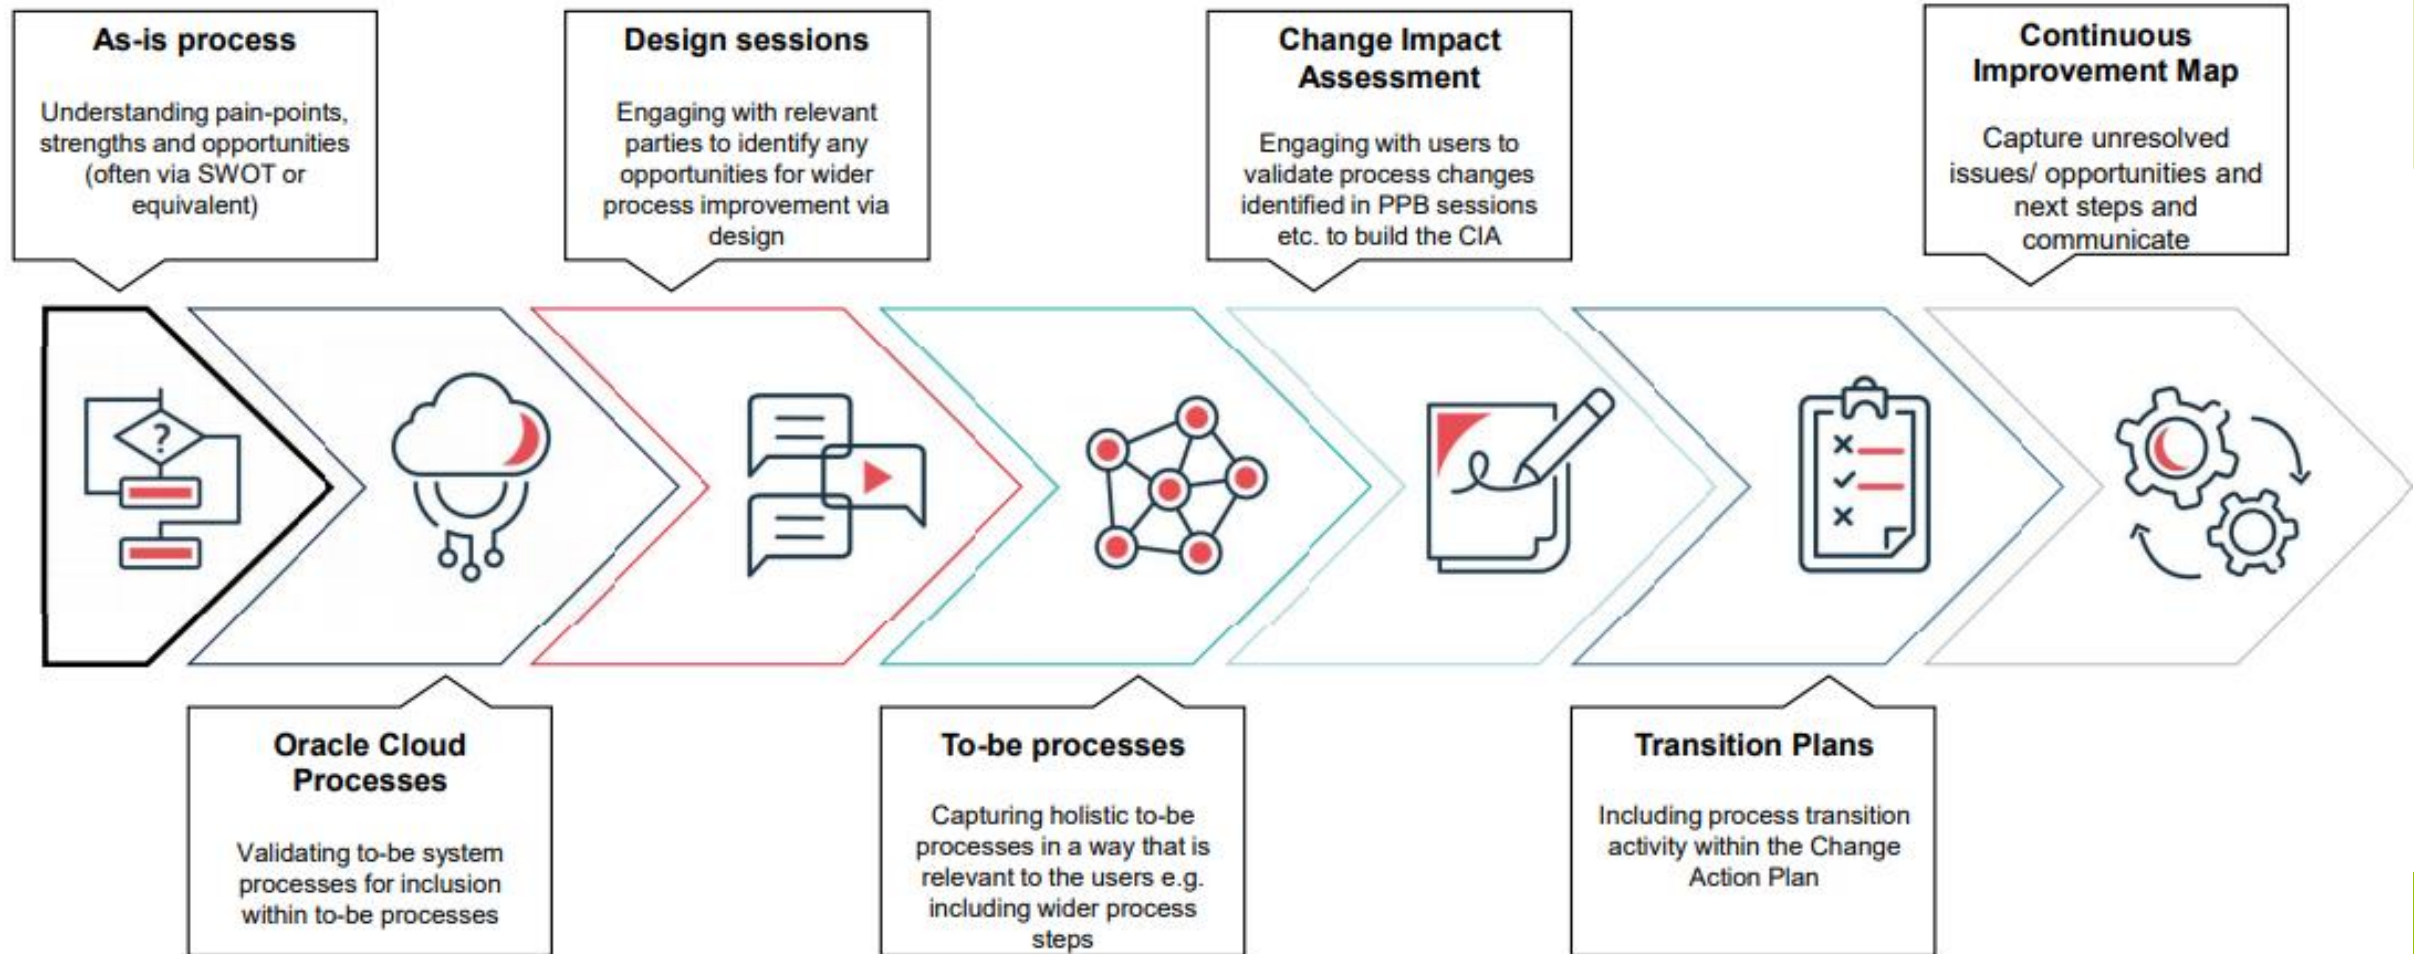 As-is process
Understanding pain-points,
strengths and opportunities
(often via SWOT or
equivalent)
Design sessions
Engaging with relevant
parties to identify any
opportunities for wider
process improvement via
design
Change Impact
Assessment
Engaging with users to
validate process changes
identified in PPB sessions
etc. to build the CIA
Continuous
Improvement Map
Capture unresolved
issues/ opportunities and
next steps and
communicate
?
Oracle Cloud
Processes
Validating to-be system
processes for inclusion
within to-be processes
To-be processes
Capturing holistic to-be
processes in a way that is
relevant to the users e.g.
including wider process
steps
Transition Plans
Including process transition
activity within the Change
Action Plan